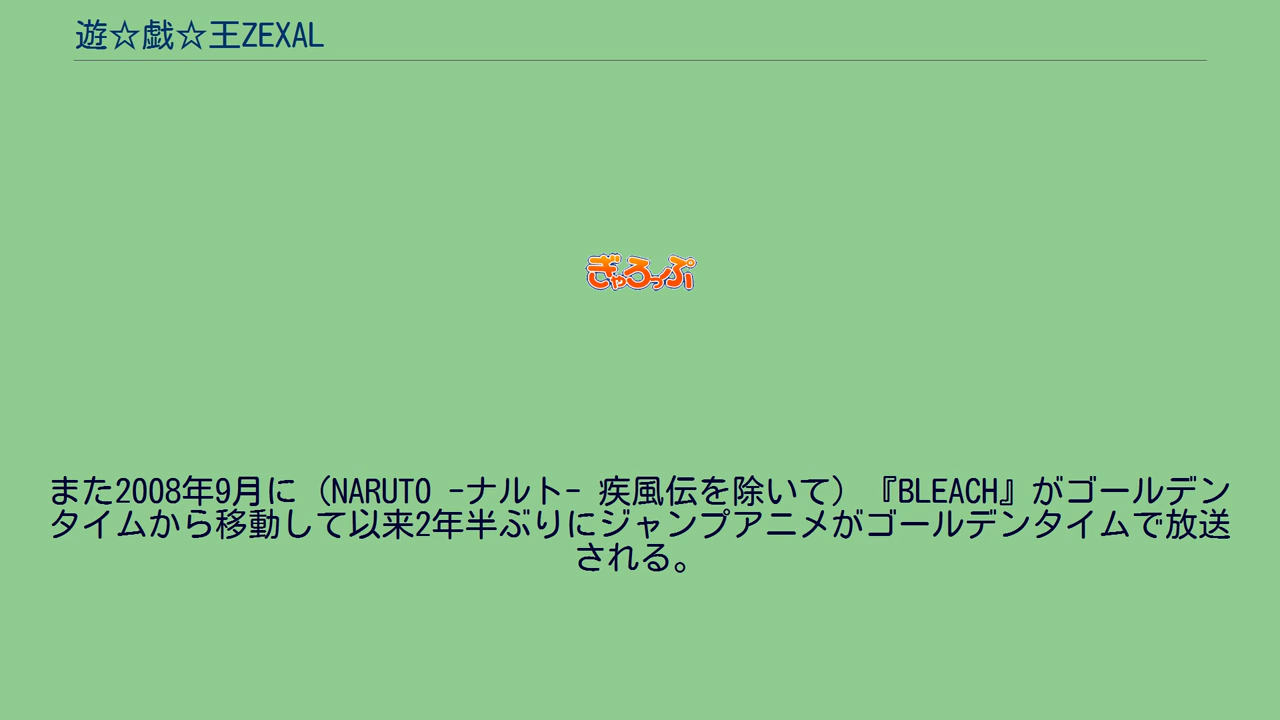 遊☆戯☆王ZEXAL
ぎゃろっぷ
また2008年9月に（NARUTO -ナルト- 疾風伝を除いて）『BLEACH』がゴールデン
タイムから移動して以来2年半ぶりにジャンプアニメがゴールデンタイムで放送
される。